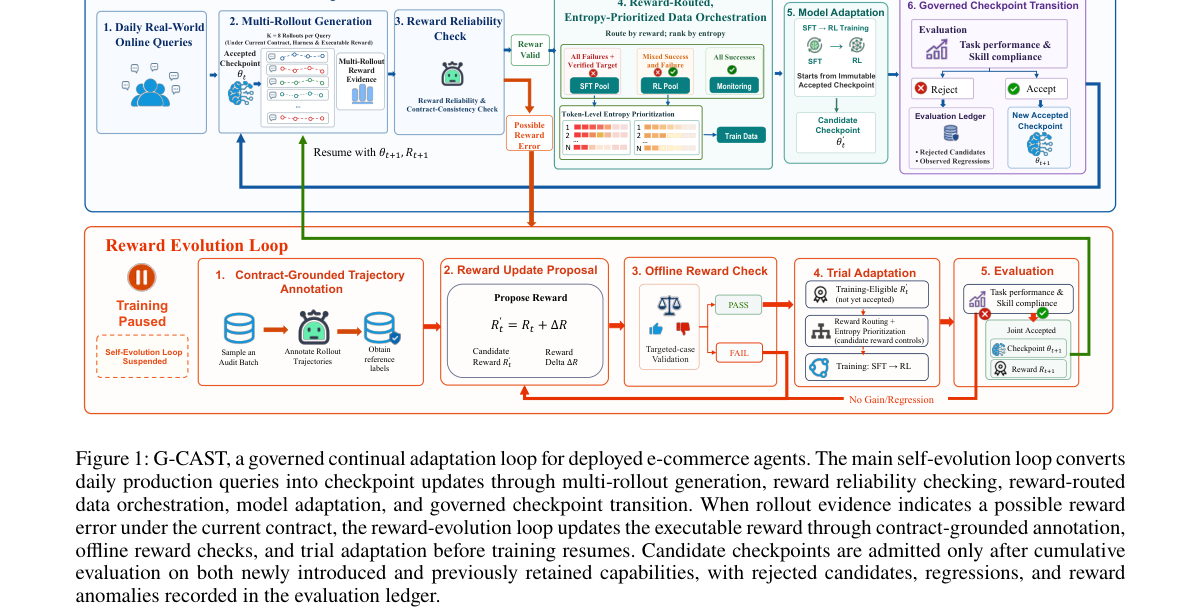 1. Daily Real-World
Online Queries
2. Multi-Rollout Generation
K = 8 Rollouts per Query
(Under Current Contract, Harness & Executable Reward)
Accepted
Checkpoint
θt
...
Multi-Rollout
Reward
Evidence
3. Reward Reliability
Check
Reward Reliability &
Contract-Consistency Check
Rewar
Valid
Possible
Reward
Error
4. Reward-Routed,
Entropy-Prioritized Data Orchestration
Route by reward; rank by entropy
All Failures +
Verified Target
SFT Pool
Mixed Success
and Failure
RL Pool
All Successes
Monitoring
Token-Level Entropy Prioritization
1
2
...
N
1
2
...
N
Train Data
5. Model Adaptation
SFT → RL Training
SFT
RL
Starts from Immutable
Accepted Checkpoint
Candidate
Checkpoint
θ't
6. Governed Checkpoint Transition
Evaluation
Task performance &
Skill compliance
Reject
Accept
Evaluation Ledger
• Rejected Candidates
• Observed Regressions
New Accepted
Checkpoint
θt+1
Resume with θt+1, Rt+1
Reward Evolution Loop
Training
Paused
Self-Evolution Loop
Suspended
1. Contract-Grounded Trajectory
Annotation
Sample an
Audit Batch
Annotate Rollout
Trajectories
Obtain
reference
labels
2. Reward Update Proposal
Propose Reward
R't = Rt + ΔR
Candidate
Reward R't
Reward
Delta ΔR
3. Offline Reward Check
Targeted-case
Validation
PASS
FAIL
4. Trial Adaptation
Training-Eligible R't
(not yet accepted)
Reward Routing +
Entropy Prioritization
(candidate reward controls)
Training: SFT → RL
5. Evaluation
Task performance &
Skill compliance
Joint Accepted
Checkpoint θt+1
Reward Rt+1
No Gain/Regression
Figure 1: G-CAST, a governed continual adaptation loop for deployed e-commerce agents. The main self-evolution loop converts
daily production queries into checkpoint updates through multi-rollout generation, reward reliability checking, reward-routed
data orchestration, model adaptation, and governed checkpoint transition. When rollout evidence indicates a possible reward
error under the current contract, the reward-evolution loop updates the executable reward through contract-grounded annotation,
offline reward checks, and trial adaptation before training resumes. Candidate checkpoints are admitted only after cumulative
evaluation on both newly introduced and previously retained capabilities, with rejected candidates, regressions, and reward
anomalies recorded in the evaluation ledger.